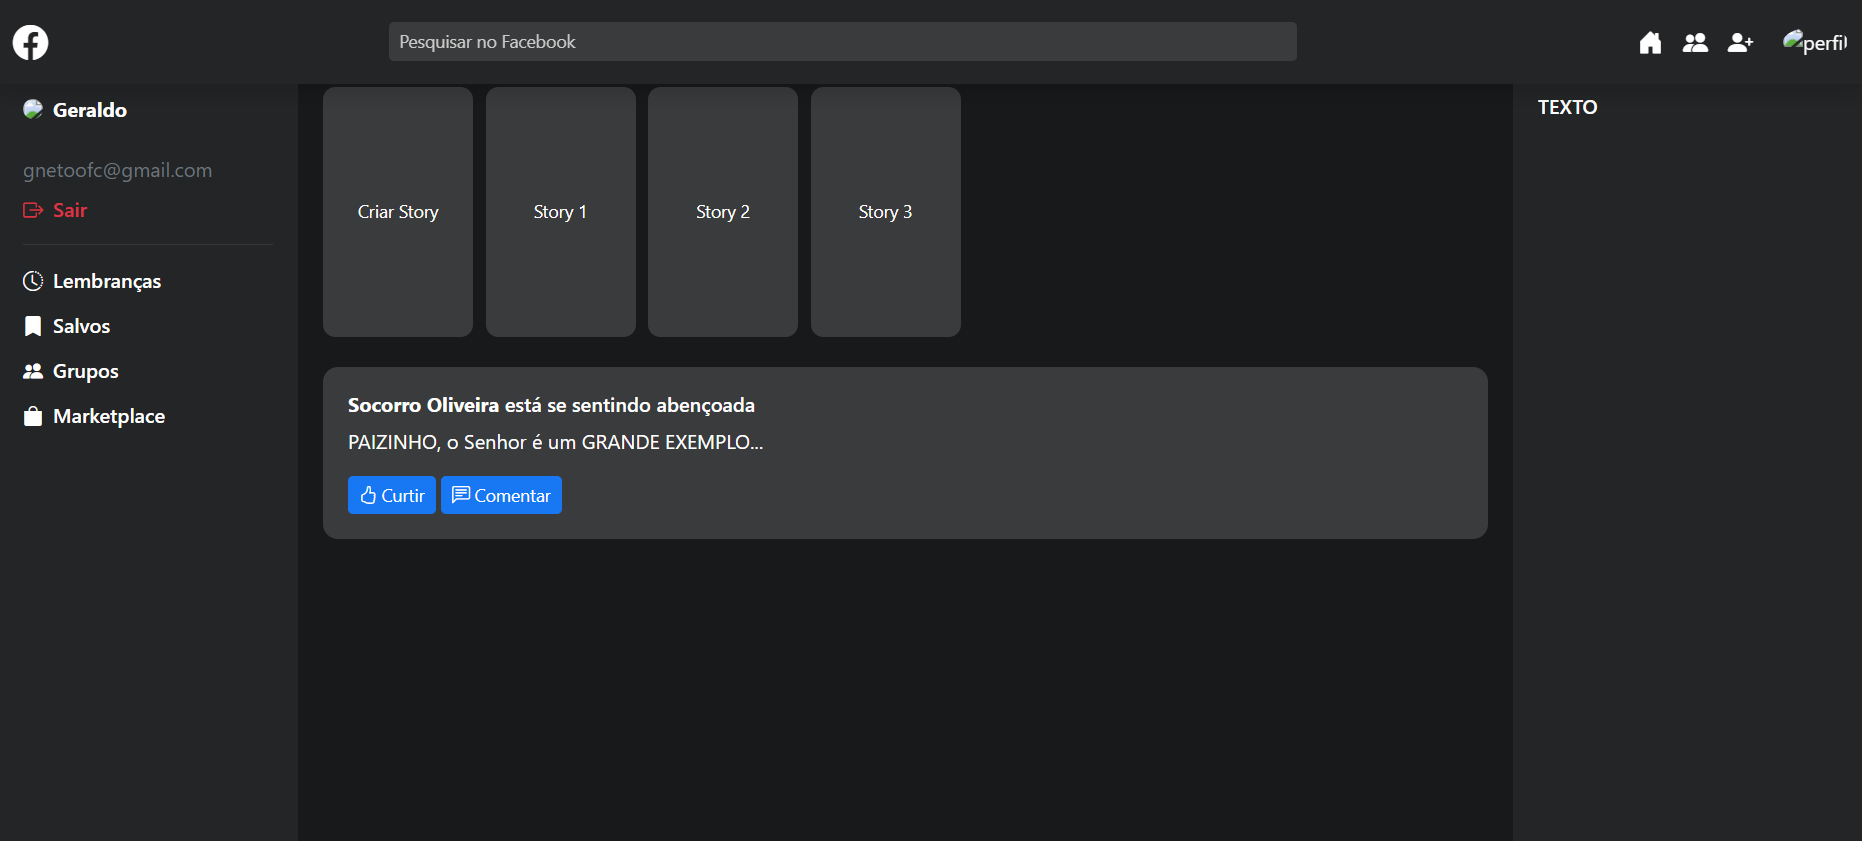 Pesquisar no Facebook
perfil
Geraldo
gnetoofc@gmail.com
Sair
Lembranças
Salvos
Grupos
Marketplace
Criar Story
Story 1
Story 2
Story 3
Socorro Oliveira está se sentindo abençoada
PAIZINHO, o Senhor é um GRANDE EXEMPLO...
Curtir
Comentar
TEXTO